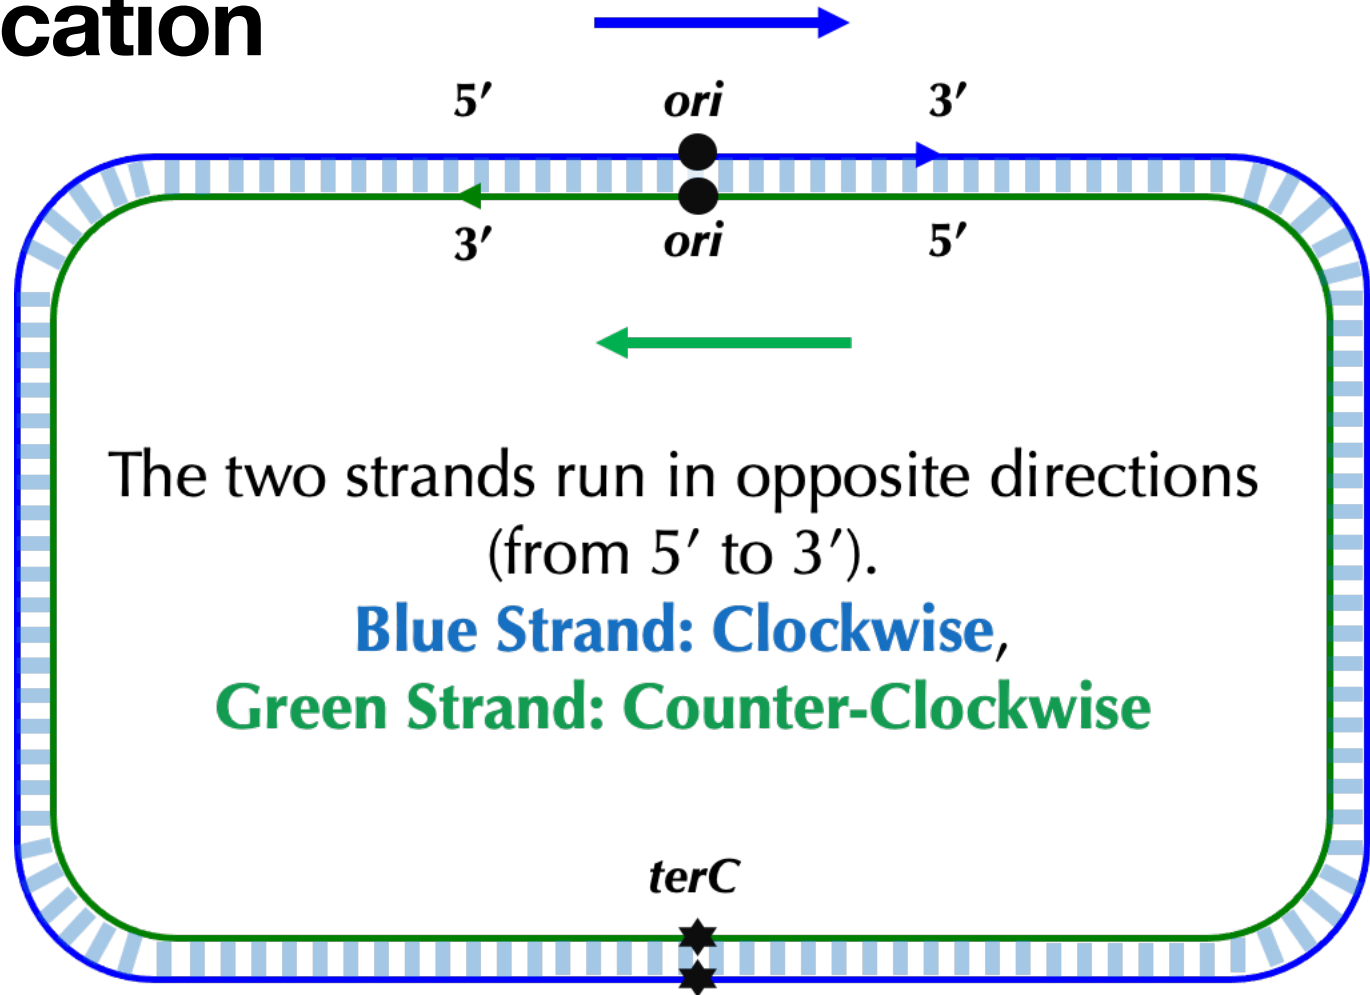 cation
5′ ori 3′
3′ ori 5′
The two strands run in opposite directions
(from 5′ to 3′).
Blue Strand: Clockwise,
Green Strand: Counter-Clockwise
terC